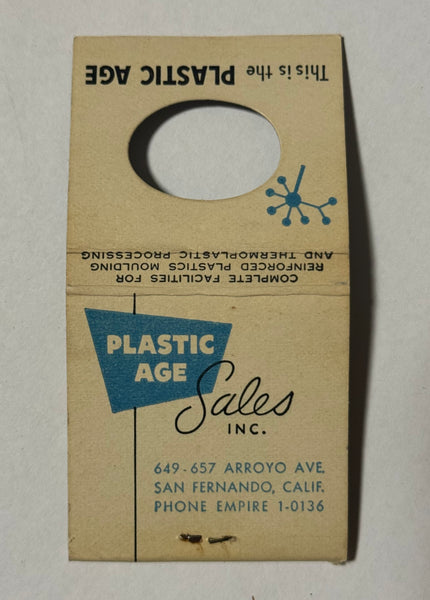 This is the PLASTIC AGE
COMPLETE FACILITIES FOR
REINFORCED PLASTICS MOULDING
AND THERMOPLASTIC PROCESSING
PLASTIC
AGE
Sales
INC.
649-657 ARROYO AVE.
SAN FERNANDO, CALIF.
PHONE EMPIRE 1-0136